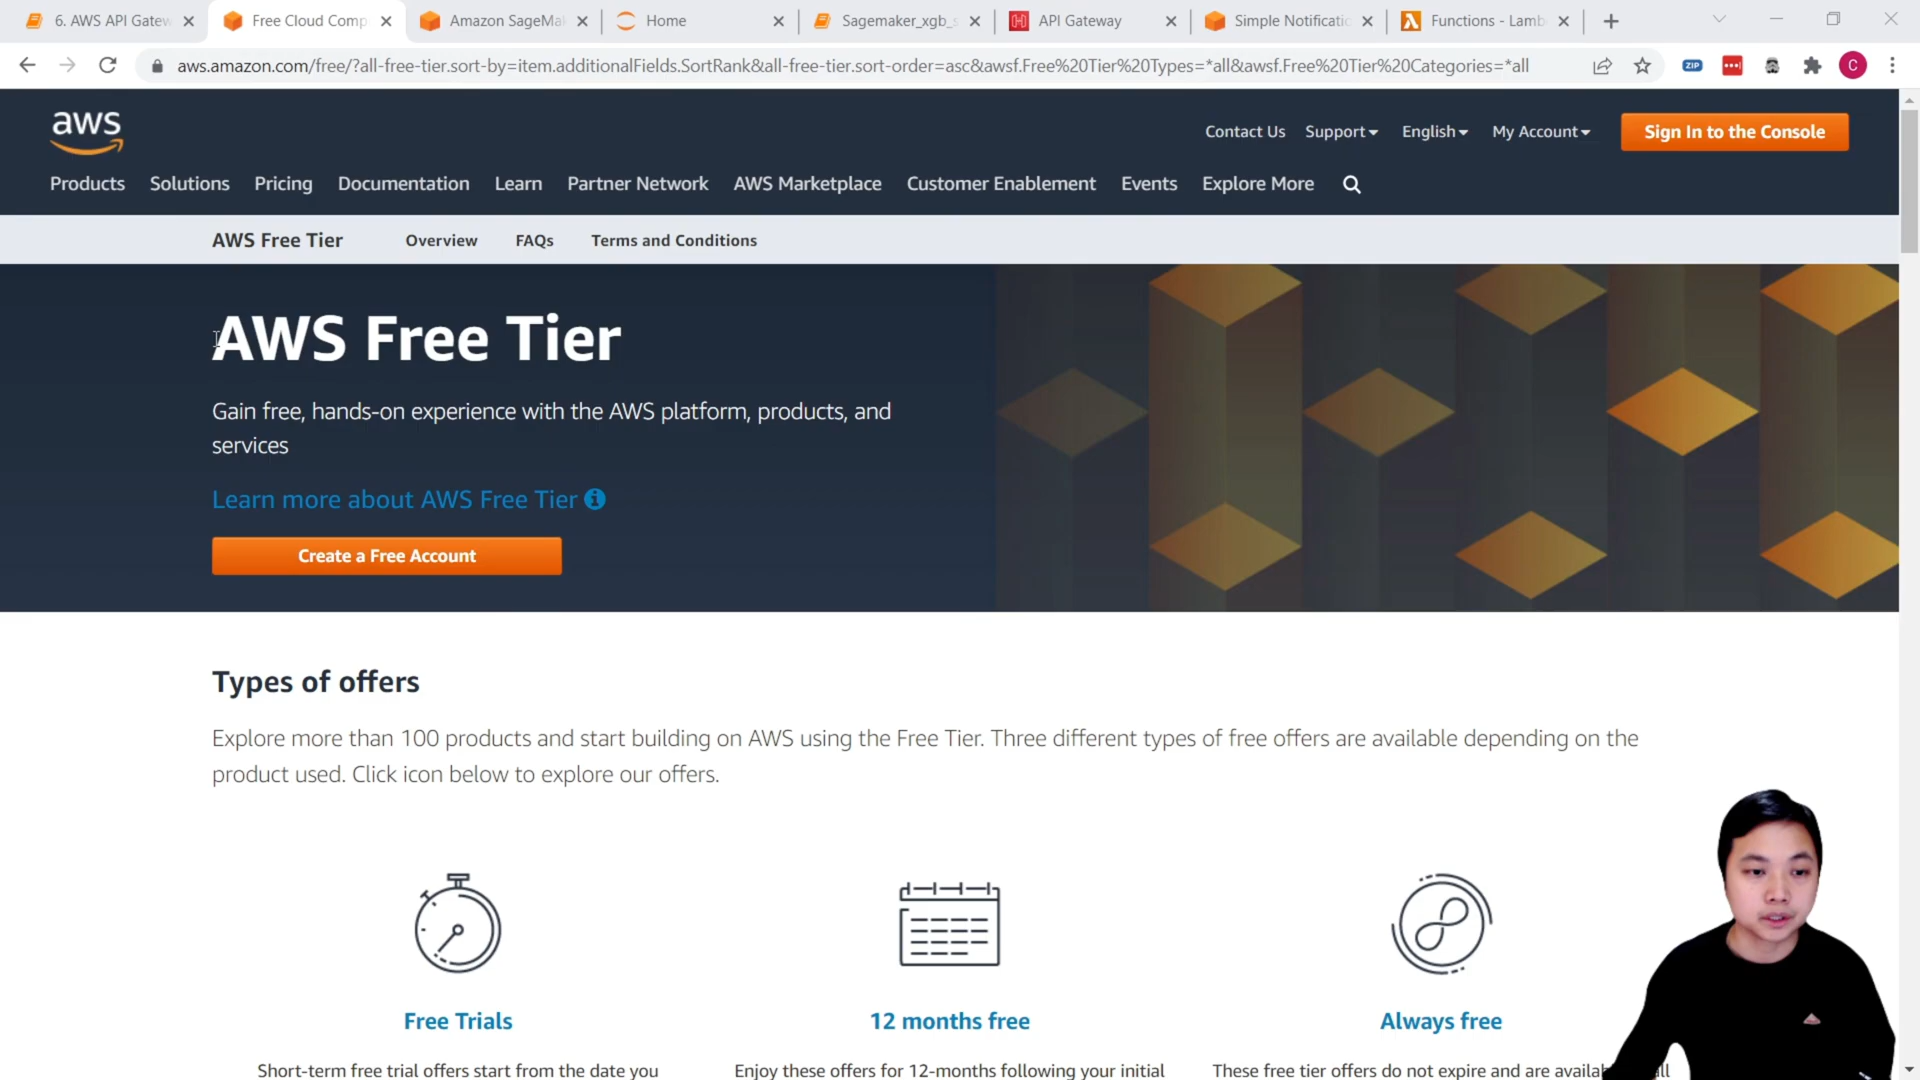 6. AWS API Gatew
Free Cloud Comp
Amazon SageMa
Home
Sagemaker_xgb_s
API Gateway
Simple Notificatio
Functions - Lamb
aws.amazon.com/free/?all-free-tier.sort-by=item.additionalFields.SortRank&all-free-tier.sort-order=asc&awsf.Free%20Tier%20Types=*all&awsf.Free%20Tier%20Categories=*all
ZIP
C
aws
Contact Us
Support
English
My Account
Sign In to the Console
Products
Solutions
Pricing
Documentation
Learn
Partner Network
AWS Marketplace
Customer Enablement
Events
Explore More
AWS Free Tier
Overview
FAQs
Terms and Conditions
AWS Free Tier
Gain free, hands-on experience with the AWS platform, products, and
services
Learn more about AWS Free Tier
Create a Free Account
Types of offers
Explore more than 100 products and start building on AWS using the Free Tier. Three different types of free offers are available depending on the
product used. Click icon below to explore our offers.
Free Trials
12 months free
Always free
Short-term free trial offers start from the date you
Enjoy these offers for 12-months following your initial
These free tier offers do not expire and are availa